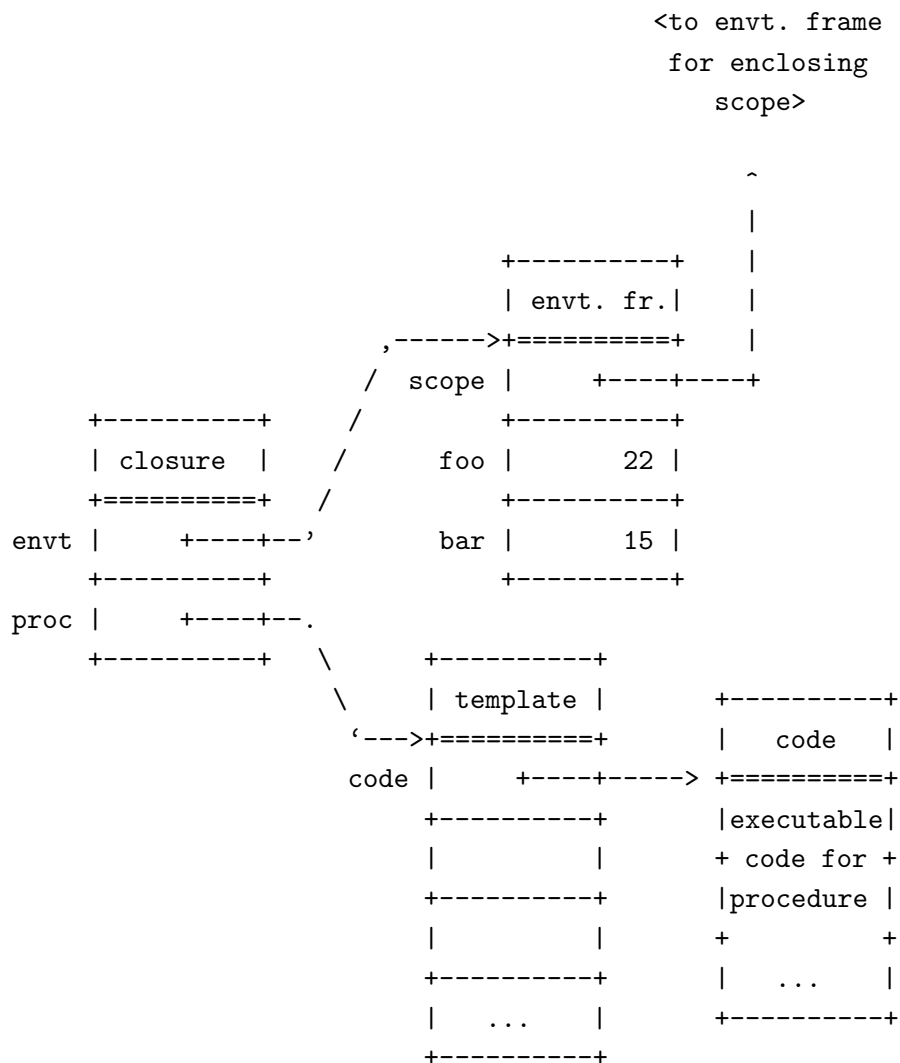 <to envt. frame
for enclosing
scope>
^
|
+----------+    |
| envt. fr.|    |
,------>+==========+    |
/  scope |     +----+----+
+----------+     /         +----------+
| closure  |    /      foo |       22 |
+==========+   /           +----------+
envt |     +----+--’        bar |       15 |
+----------+               +----------+
proc |     +----+--.
+----------+   \      +----------+
\     | template |       +----------+
‘--->+==========+       |   code   |
code |     +----+-----> +==========+
+----------+       |executable|
|          |       + code for +
+----------+       |procedure |
|          |       +          +
+----------+       |   ...    |
|   ...    |       +----------+
+----------+